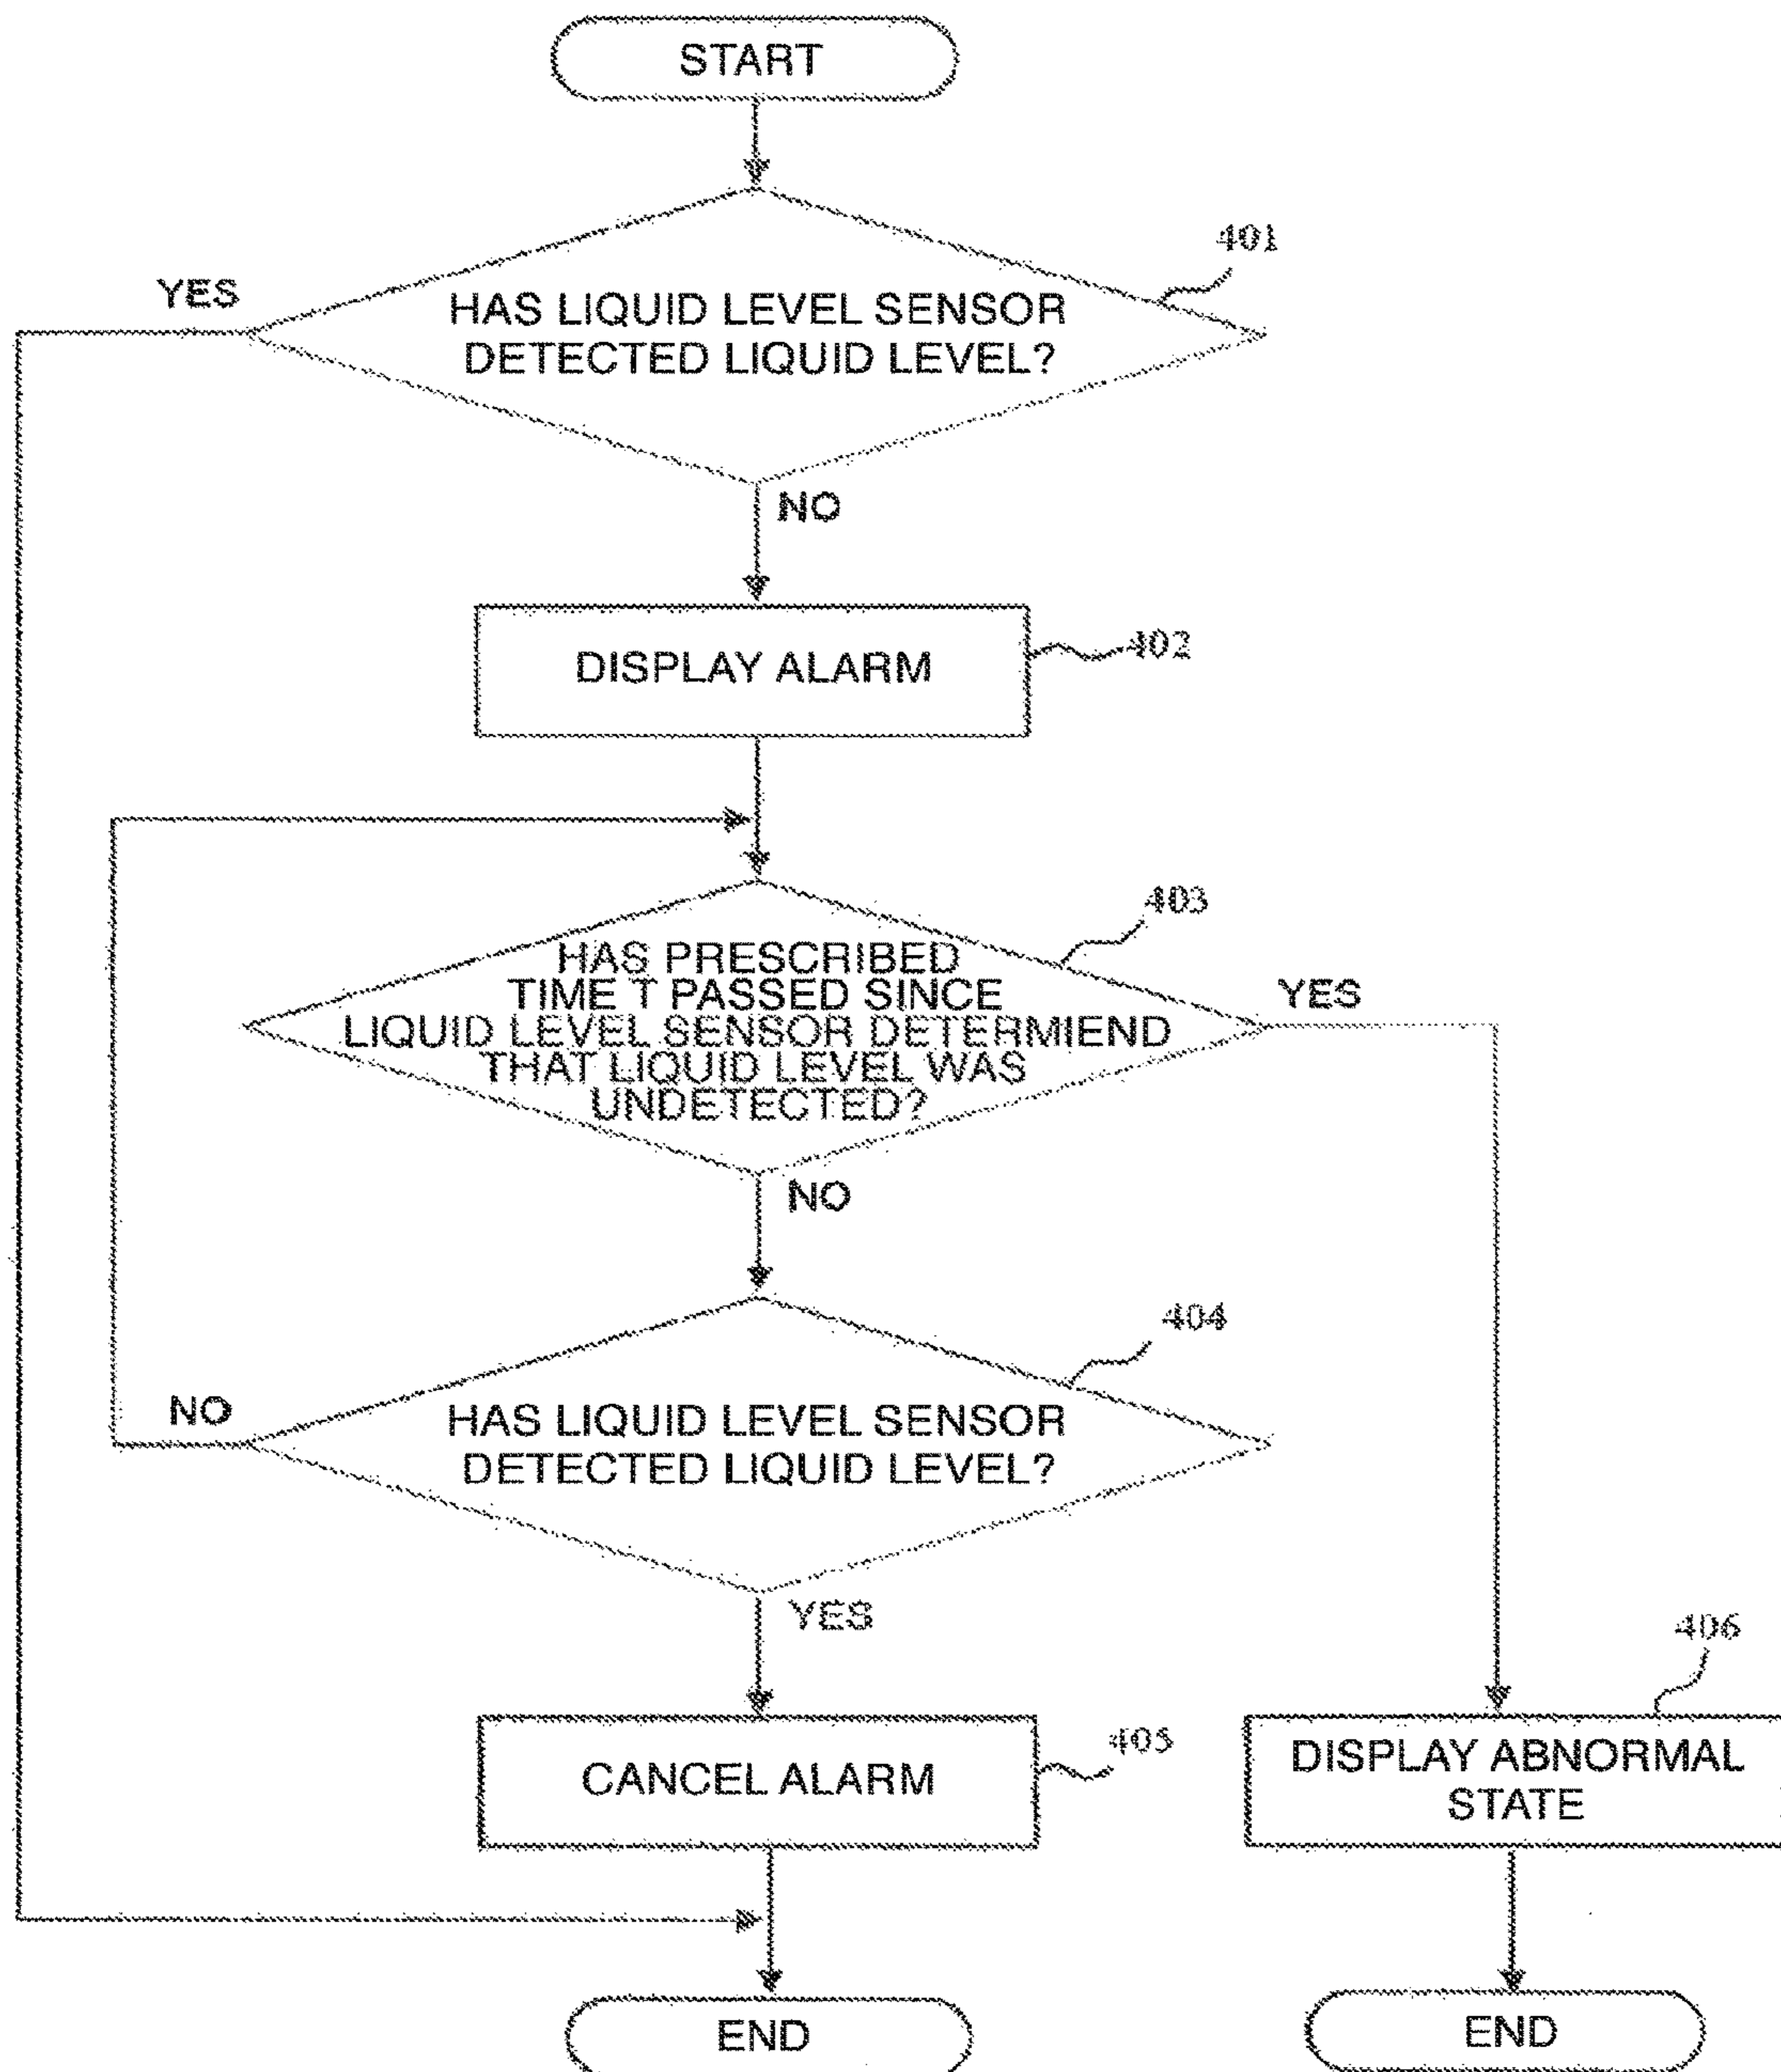 START
401
YES
HAS LIQUID LEVEL SENSOR
DETECTED LIQUID LEVEL?
NO
DISPLAY ALARM
402
403
HAS PRESCRIBED
TIME T PASSED SINCE
LIQUID LEVEL SENSOR DETERMIEND
THAT LIQUID LEVEL WAS
UNDETECTED?
YES
NO
404
NO
HAS LIQUID LEVEL SENSOR
DETECTED LIQUID LEVEL?
YES
406
405
CANCEL ALARM
DISPLAY ABNORMAL
STATE
END
END